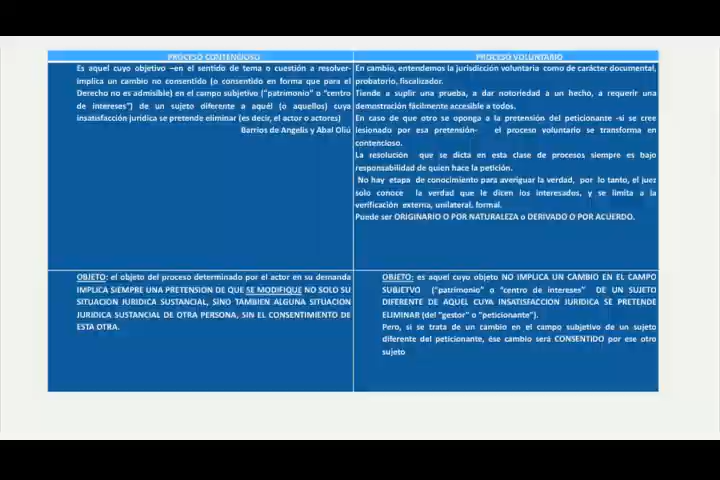 PROCESO CONTENCIOSO
Es aquel cuyo objetivo –en el sentido de tema o cuestión a resolver-
implica un cambio no consentido (o consentido en forma que para el
Derecho no es admisible) en el campo subjetivo ("patrimonio" o "centro
de intereses") de un sujeto diferente a aquél (o aquellos) cuya
insatisfacción jurídica se pretende eliminar (es decir, el actor o actores)
Barrios de Angelis y Abal Oliú
PROCESO VOLUNTARIO
En cambio, entendemos la jurisdicción voluntaria como de carácter documental,
probatorio, fiscalizador.
Tiende a suplir una prueba, a dar notoriedad a un hecho, a requerir una
demostración fácilmente accesible a todos.
En caso de que otro se oponga a la pretensión del peticionante -si se cree
lesionado por esa pretensión- el proceso voluntario se transforma en
contencioso.
La resolución que se dicta en esta clase de procesos siempre es bajo
responsabilidad de quien hace la petición.
No hay etapa de conocimiento para averiguar la verdad, por lo tanto, el juez
solo conoce la verdad que le dicen los interesados, y se limita a la
verificación externa, unilateral, formal.
Puede ser ORIGINARIO O POR NATURALEZA o DERIVADO O POR ACUERDO.
OBJETO: el objeto del proceso determinado por el actor en su demanda
IMPLICA SIEMPRE UNA PRETENSION DE QUE SE MODIFIQUE NO SOLO SU
SITUACION JURIDICA SUSTANCIAL, SINO TAMBIEN ALGUNA SITUACION
JURIDICA SUSTANCIAL DE OTRA PERSONA, SIN EL CONSENTIMIENTO DE
ESTA OTRA.
OBJETO: es aquel cuyo objeto NO IMPLICA UN CAMBIO EN EL CAMPO
SUBJETVO ("patrimonio" o "centro de intereses" DE UN SUJETO
DIFERENTE DE AQUEL CUYA INSATISFACCION JURIDICA SE PRETENDE
ELIMINAR (del "gestor" o "peticionante").
Pero, si se trata de un cambio en el campo subjetivo de un sujeto
diferente del peticionante, ése cambio será CONSENTIDO por ese otro
sujeto